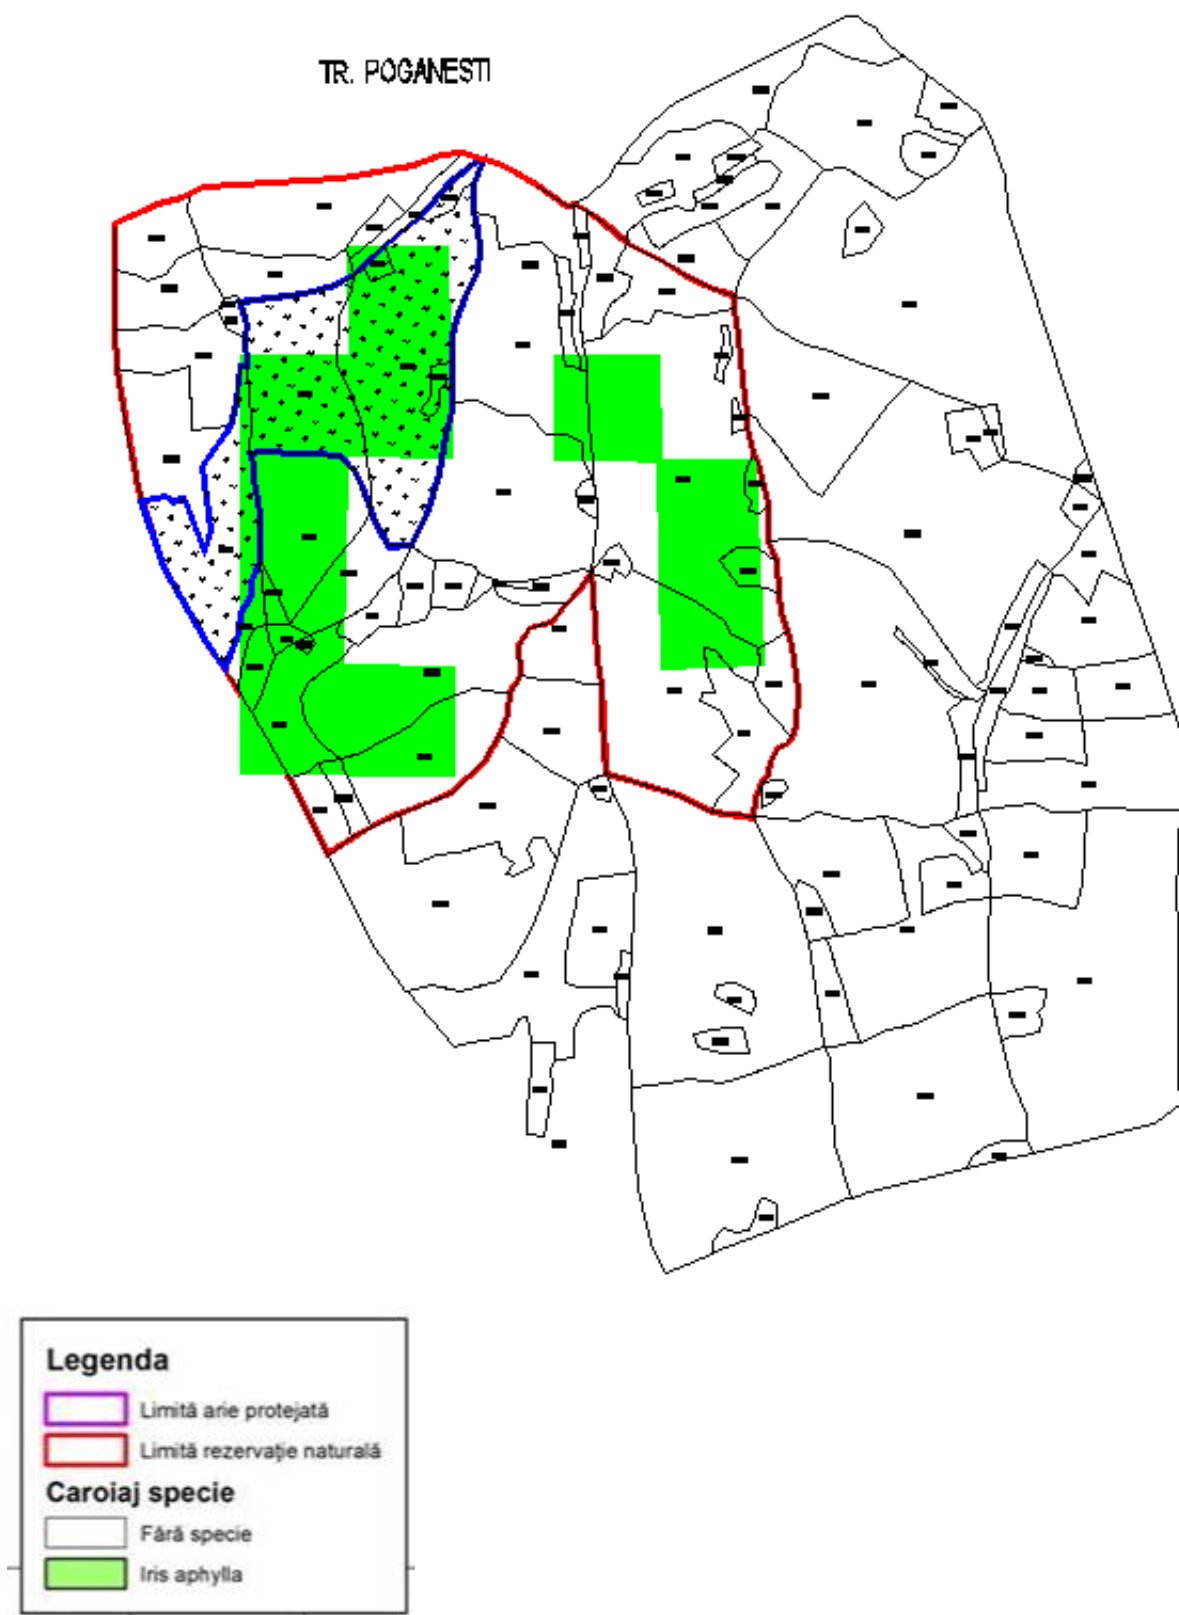 TR. POGANESTI
Legenda
Limită arie protejată
Limită rezervație naturală
Caroiaj specie
Fără specie
Iris aphylla